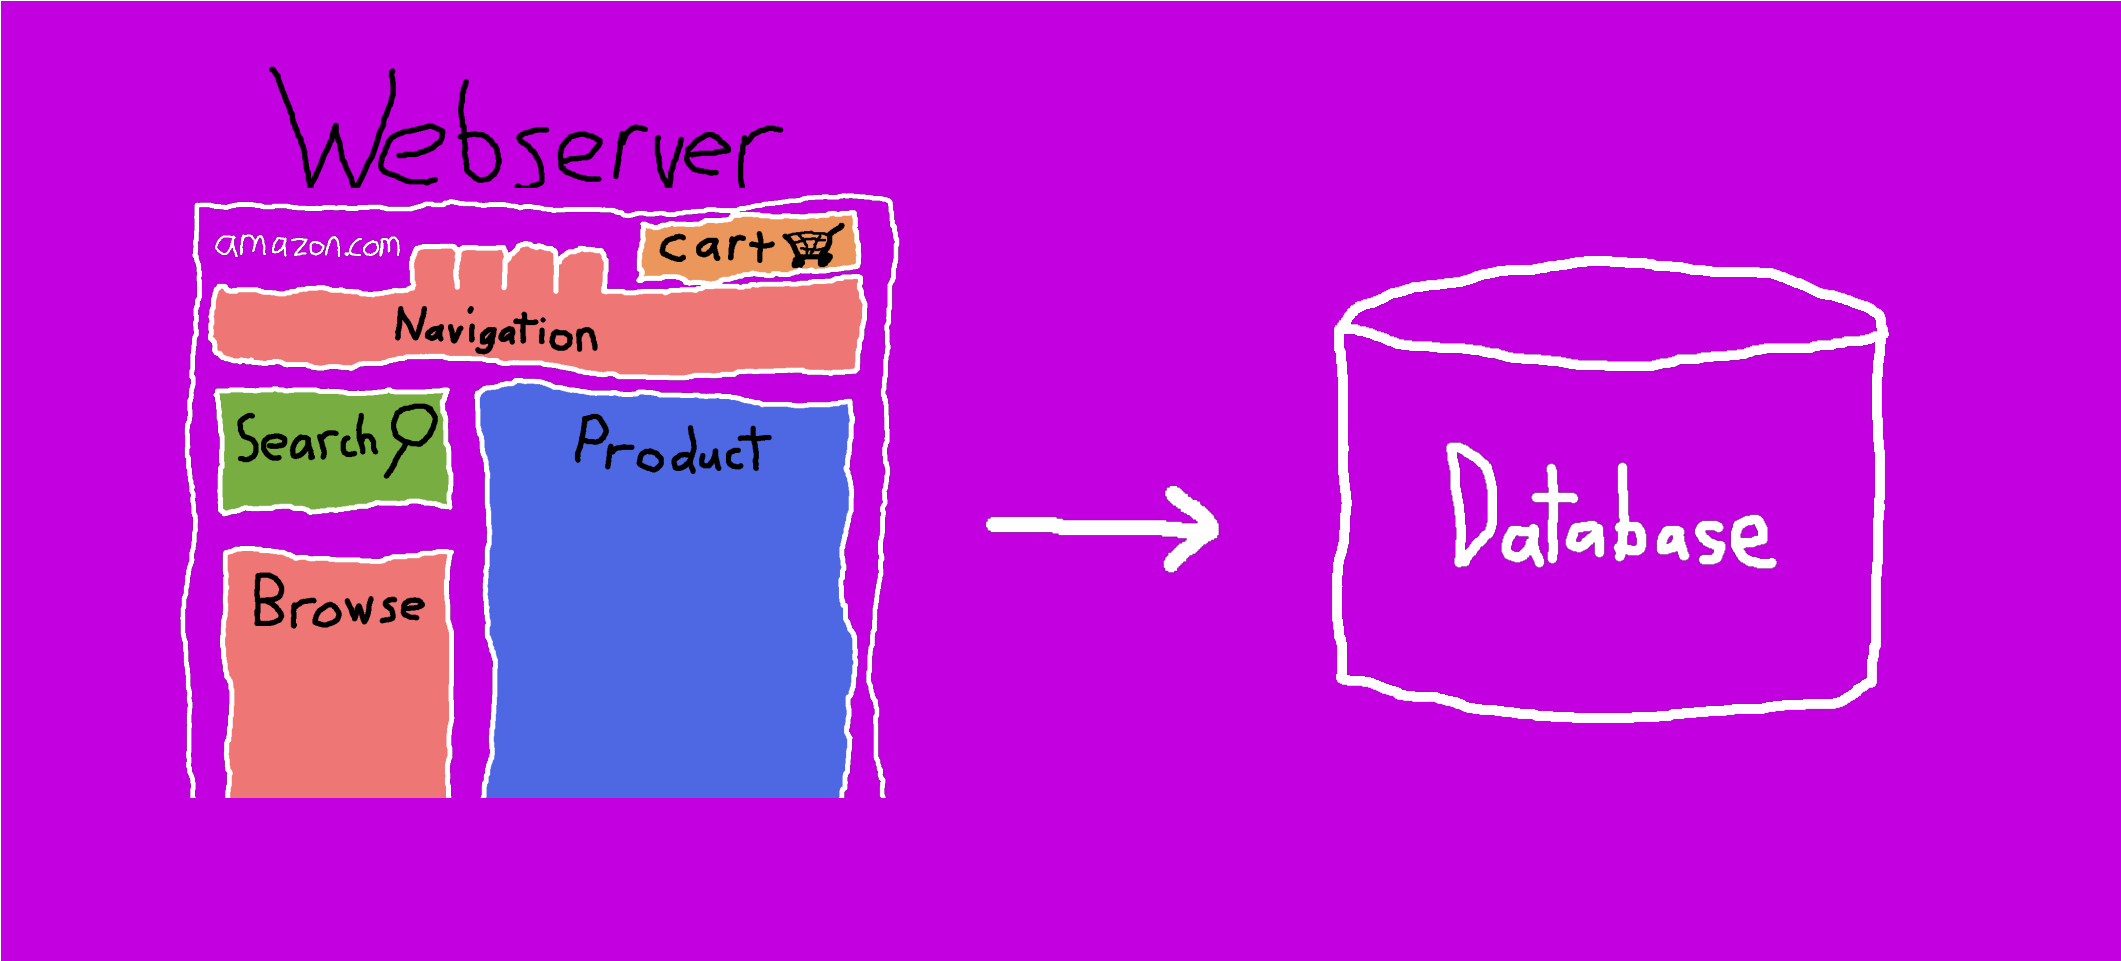 Webserver
amazon.com
cart
Navigation
Search
Product
Browse
Database